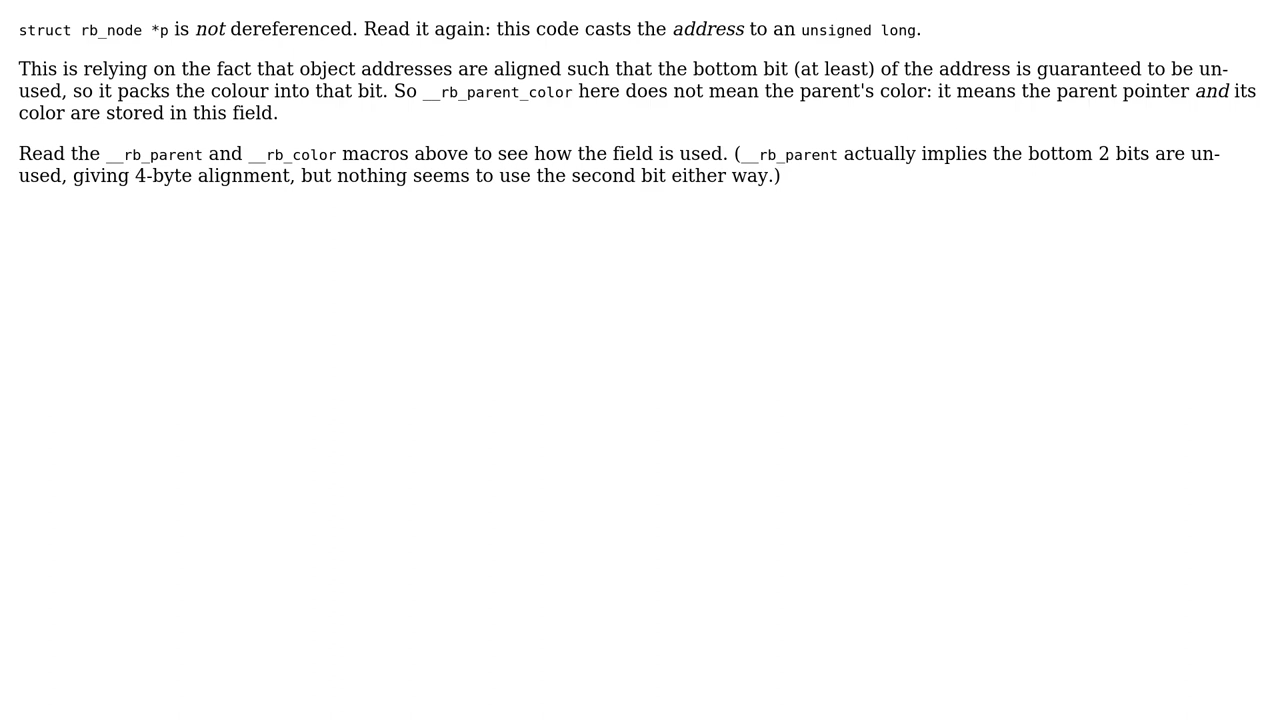 struct rb_node *p is not dereferenced. Read it again: this code casts the address to an unsigned long.
This is relying on the fact that object addresses are aligned such that the bottom bit (at least) of the address is guaranteed to be un-
used, so it packs the colour into that bit. So __rb_parent_color here does not mean the parent's color: it means the parent pointer and its
color are stored in this field.
Read the __rb_parent and __rb_color macros above to see how the field is used. (__rb_parent actually implies the bottom 2 bits are un-
used, giving 4-byte alignment, but nothing seems to use the second bit either way.)